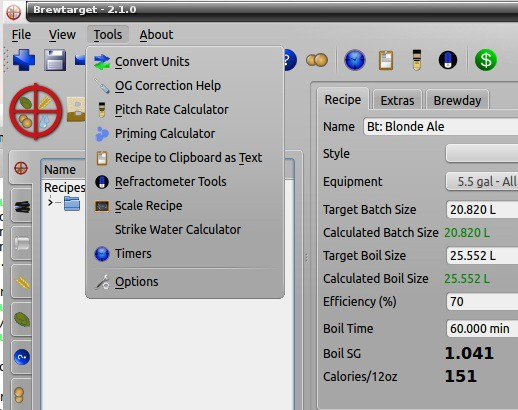 Brewtarget - 2.1.0
File View Tools About
Convert Units
OG Correction Help
Pitch Rate Calculator
Priming Calculator
Recipe to Clipboard as Text
Refractometer Tools
Scale Recipe
Strike Water Calculator
Timers
Options
Name
Recipes
Recipe Extras Brewday
Name Bt: Blonde Ale
Style
Equipment 5.5 gal - All
Target Batch Size 20.820 L
Calculated Batch Size 20.820 L
Target Boil Size 25.552 L
Calculated Boil Size 25.552 L
Efficiency (%) 70
Boil Time 60.000 min
Boil SG 1.041
Calories/12oz 151